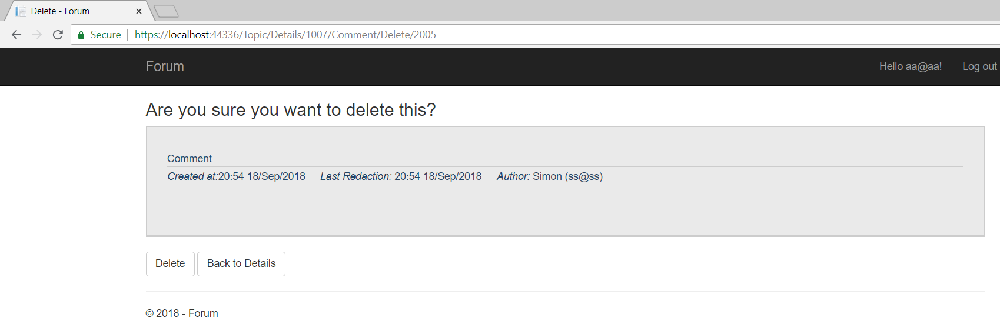 Delete - Forum
Secure https://localhost:44336/Topic/Details/1007/Comment/Delete/2005
Forum Hello aa@aa! Log out
Are you sure you want to delete this?
Comment
Created at:20:54 18/Sep/2018 Last Redaction: 20:54 18/Sep/2018 Author: Simon (ss@ss)
Delete Back to Details
© 2018 - Forum